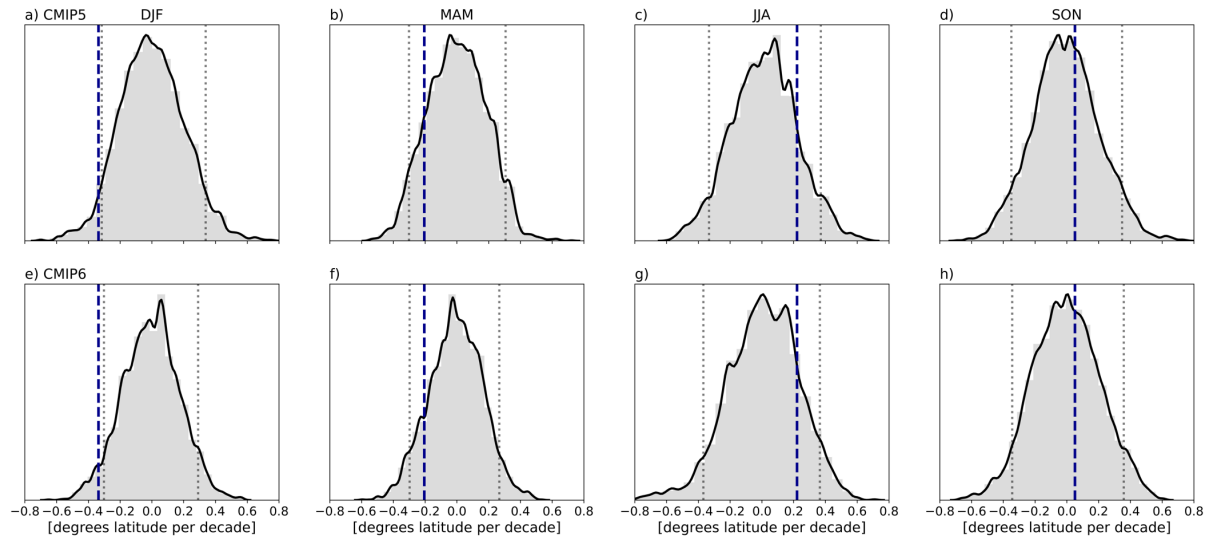 a) CMIP5 DJF b) MAM c) JJA d) SON
−0.8 −0.6 −0.4 −0.2 0.0 0.2 0.4 0.6 0.8 −0.8 −0.6 −0.4 −0.2 0.0 0.2 0.4 0.6 0.8 −0.8 −0.6 −0.4 −0.2 0.0 0.2 0.4 0.6 0.8 −0.8 −0.6 −0.4 −0.2 0.0 0.2 0.4 0.6 0.8
e) CMIP6 f) g) h)
−0.8 −0.6 −0.4 −0.2 0.0 0.2 0.4 0.6 0.8 −0.8 −0.6 −0.4 −0.2 0.0 0.2 0.4 0.6 0.8 −0.8 −0.6 −0.4 −0.2 0.0 0.2 0.4 0.6 0.8 −0.8 −0.6 −0.4 −0.2 0.0 0.2 0.4 0.6 0.8
[degrees latitude per decade] [degrees latitude per decade] [degrees latitude per decade] [degrees latitude per decade]